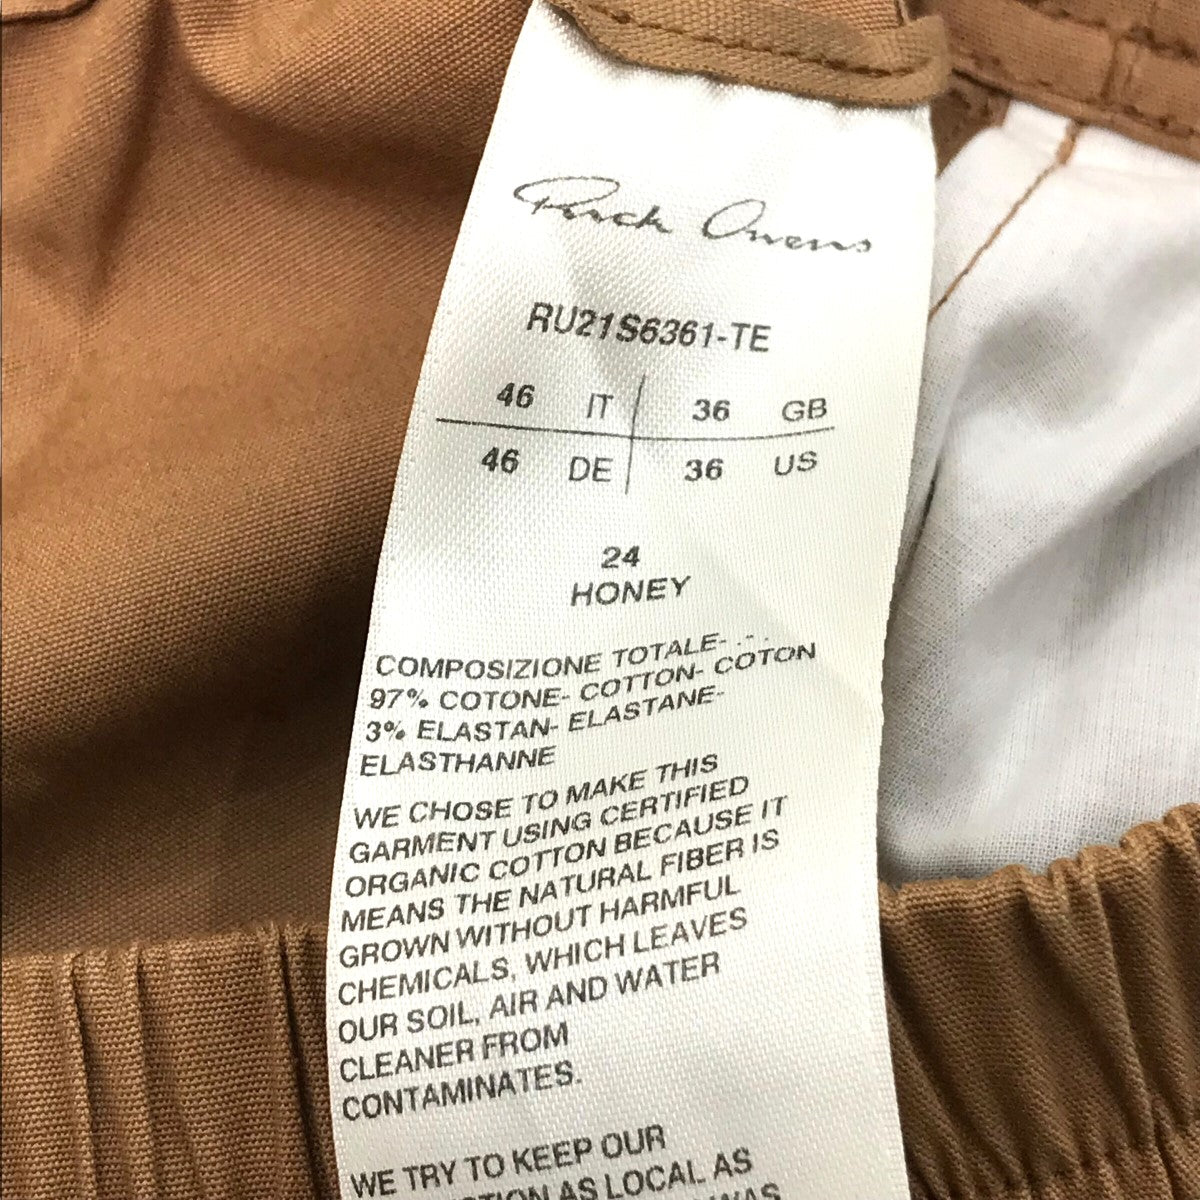 Rick Owens
RU21S6361-TE
46 IT 36 GB
46 DE 36 US
24
HONEY
COMPOSIZIONE TOTALE-
97% COTONE- COTTON- COTON
3% ELASTAN- ELASTANE-
ELASTHANNE
WE CHOSE TO MAKE THIS
GARMENT USING CERTIFIED
ORGANIC COTTON BECAUSE IT
MEANS THE NATURAL FIBER IS
GROWN WITHOUT HARMFUL
CHEMICALS, WHICH LEAVES
OUR SOIL, AIR AND WATER
CLEANER FROM
CONTAMINATES.
WE TRY TO KEEP OUR
AS LOCAL AS